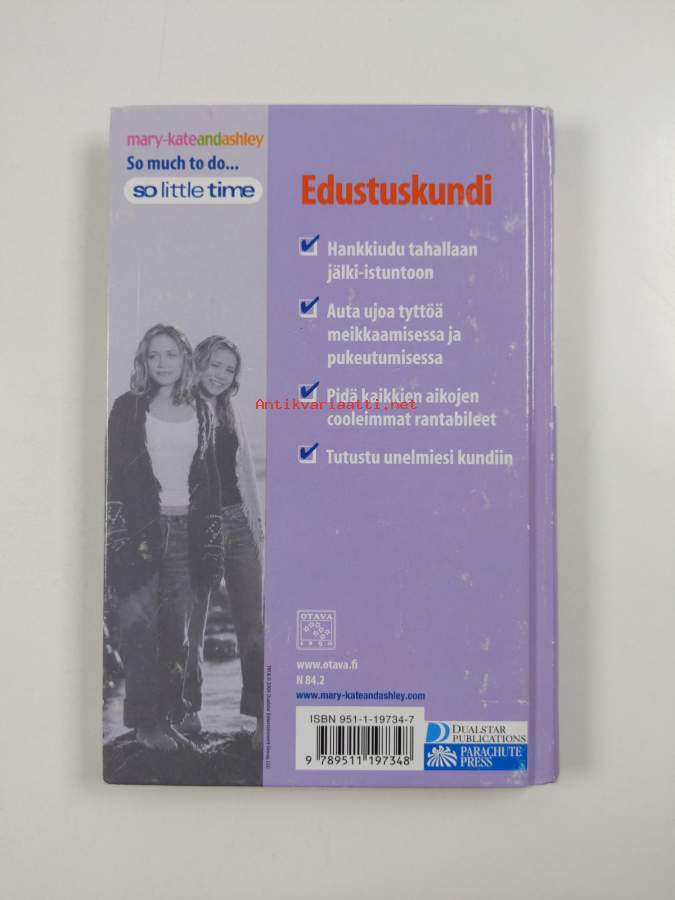 mary-kateandashley
So much to do...
so little time
Edustuskundi
Hankkiudu tahallaan
jälki-istuntoon
Auta ujoa tyttöä
meikkaamisessa ja
pukeutumisessa
Pidä kaikkien aikojen
cooleimmat rantabileet
Tutustu unelmiesi kundiin
Antikvariaatti.net
OTAVA
1890
www.otava.fi
N 84.2
www.mary-kateandashley.com
ISBN 951-1-19734-7
9 789511 197348
DUALSTAR
PUBLICATIONS
PARACHUTE
PRESS